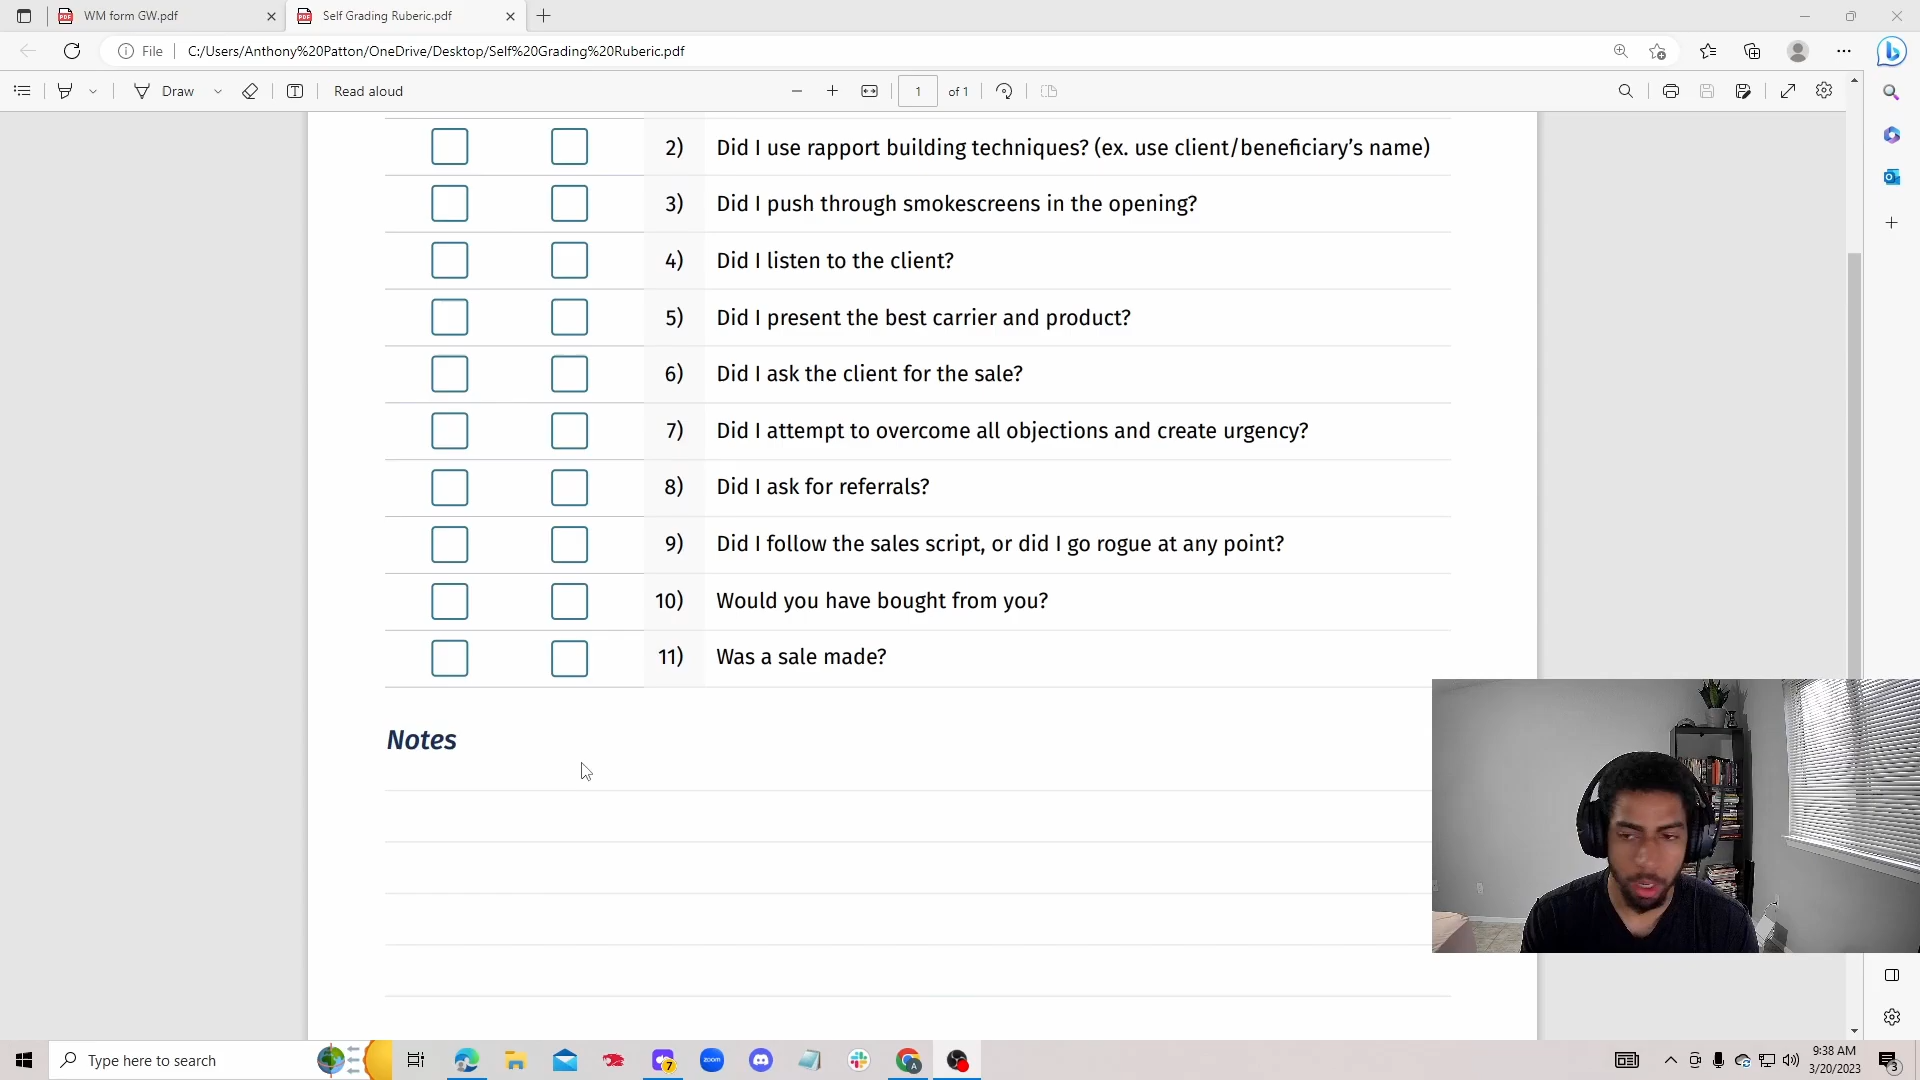 WM form GW.pdf
Self Grading Ruberic.pdf
File
C:/Users/Anthony%20Patton/OneDrive/Desktop/Self%20Grading%20Ruberic.pdf
Draw
Read aloud
1
of 1
2) Did I use rapport building techniques? (ex. use client/beneficiary’s name)
3) Did I push through smokescreens in the opening?
4) Did I listen to the client?
5) Did I present the best carrier and product?
6) Did I ask the client for the sale?
7) Did I attempt to overcome all objections and create urgency?
8) Did I ask for referrals?
9) Did I follow the sales script, or did I go rogue at any point?
10) Would you have bought from you?
11) Was a sale made?
Notes
Type here to search
7
zoom
A
9:38 AM
3/20/2023
3